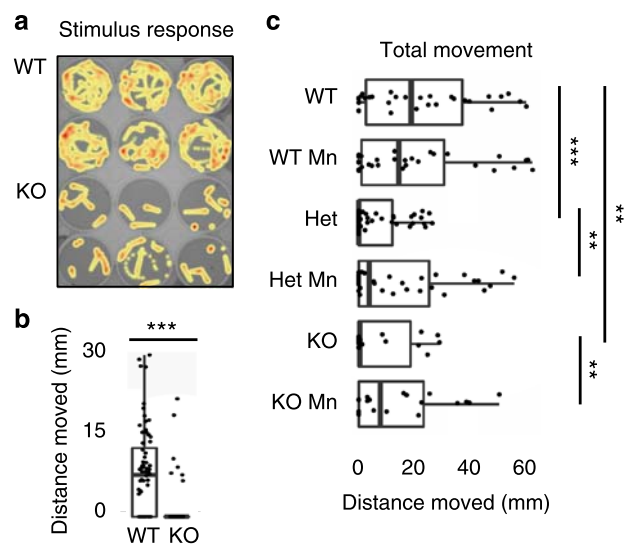 a
Stimulus response
WT
KO
b
***
Distance moved (mm)
30
15
0
WT KO
c
Total movement
WT
WT Mn
Het
Het Mn
KO
KO Mn
***
**
**
**
0 20 40 60
Distance moved (mm)